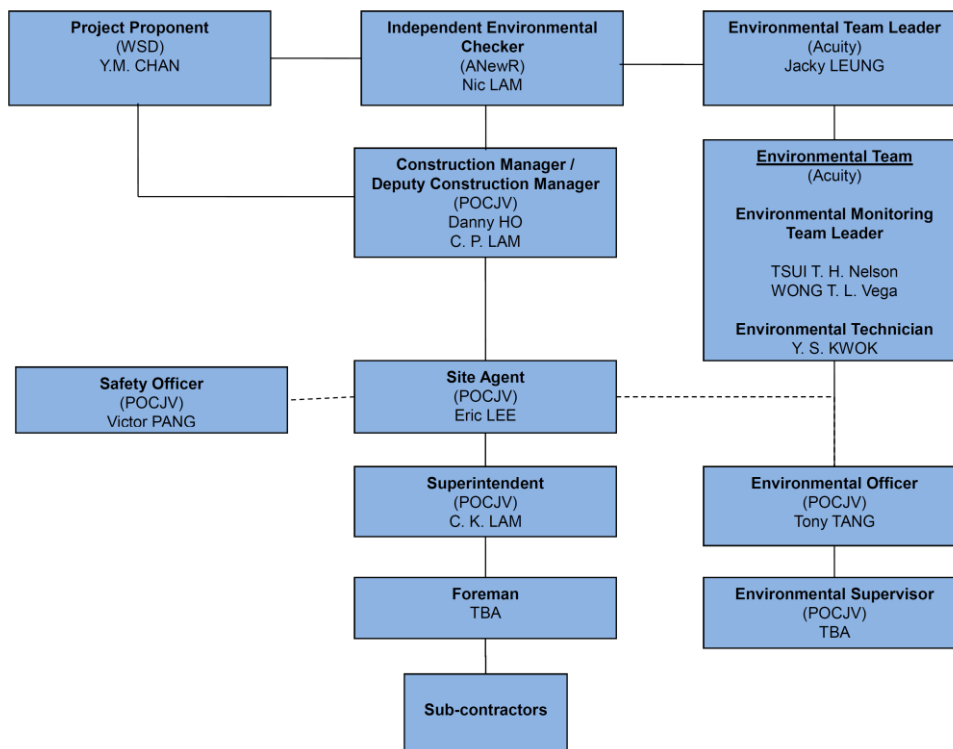 Project Proponent
(WSD)
Y.M. CHAN
Independent Environmental
Checker
(ANewR)
Nic LAM
Environmental Team Leader
(Acuity)
Jacky LEUNG
Construction Manager /
Deputy Construction Manager
(POCJV)
Danny HO
C. P. LAM
Environmental Team
(Acuity)
Environmental Monitoring
Team Leader
TSUI T. H. Nelson
WONG T. L. Vega
Environmental Technician
Y. S. KWOK
Safety Officer
(POCJV)
Victor PANG
Site Agent
(POCJV)
Eric LEE
Superintendent
(POCJV)
C. K. LAM
Environmental Officer
(POCJV)
Tony TANG
Foreman
TBA
Environmental Supervisor
(POCJV)
TBA
Sub-contractors